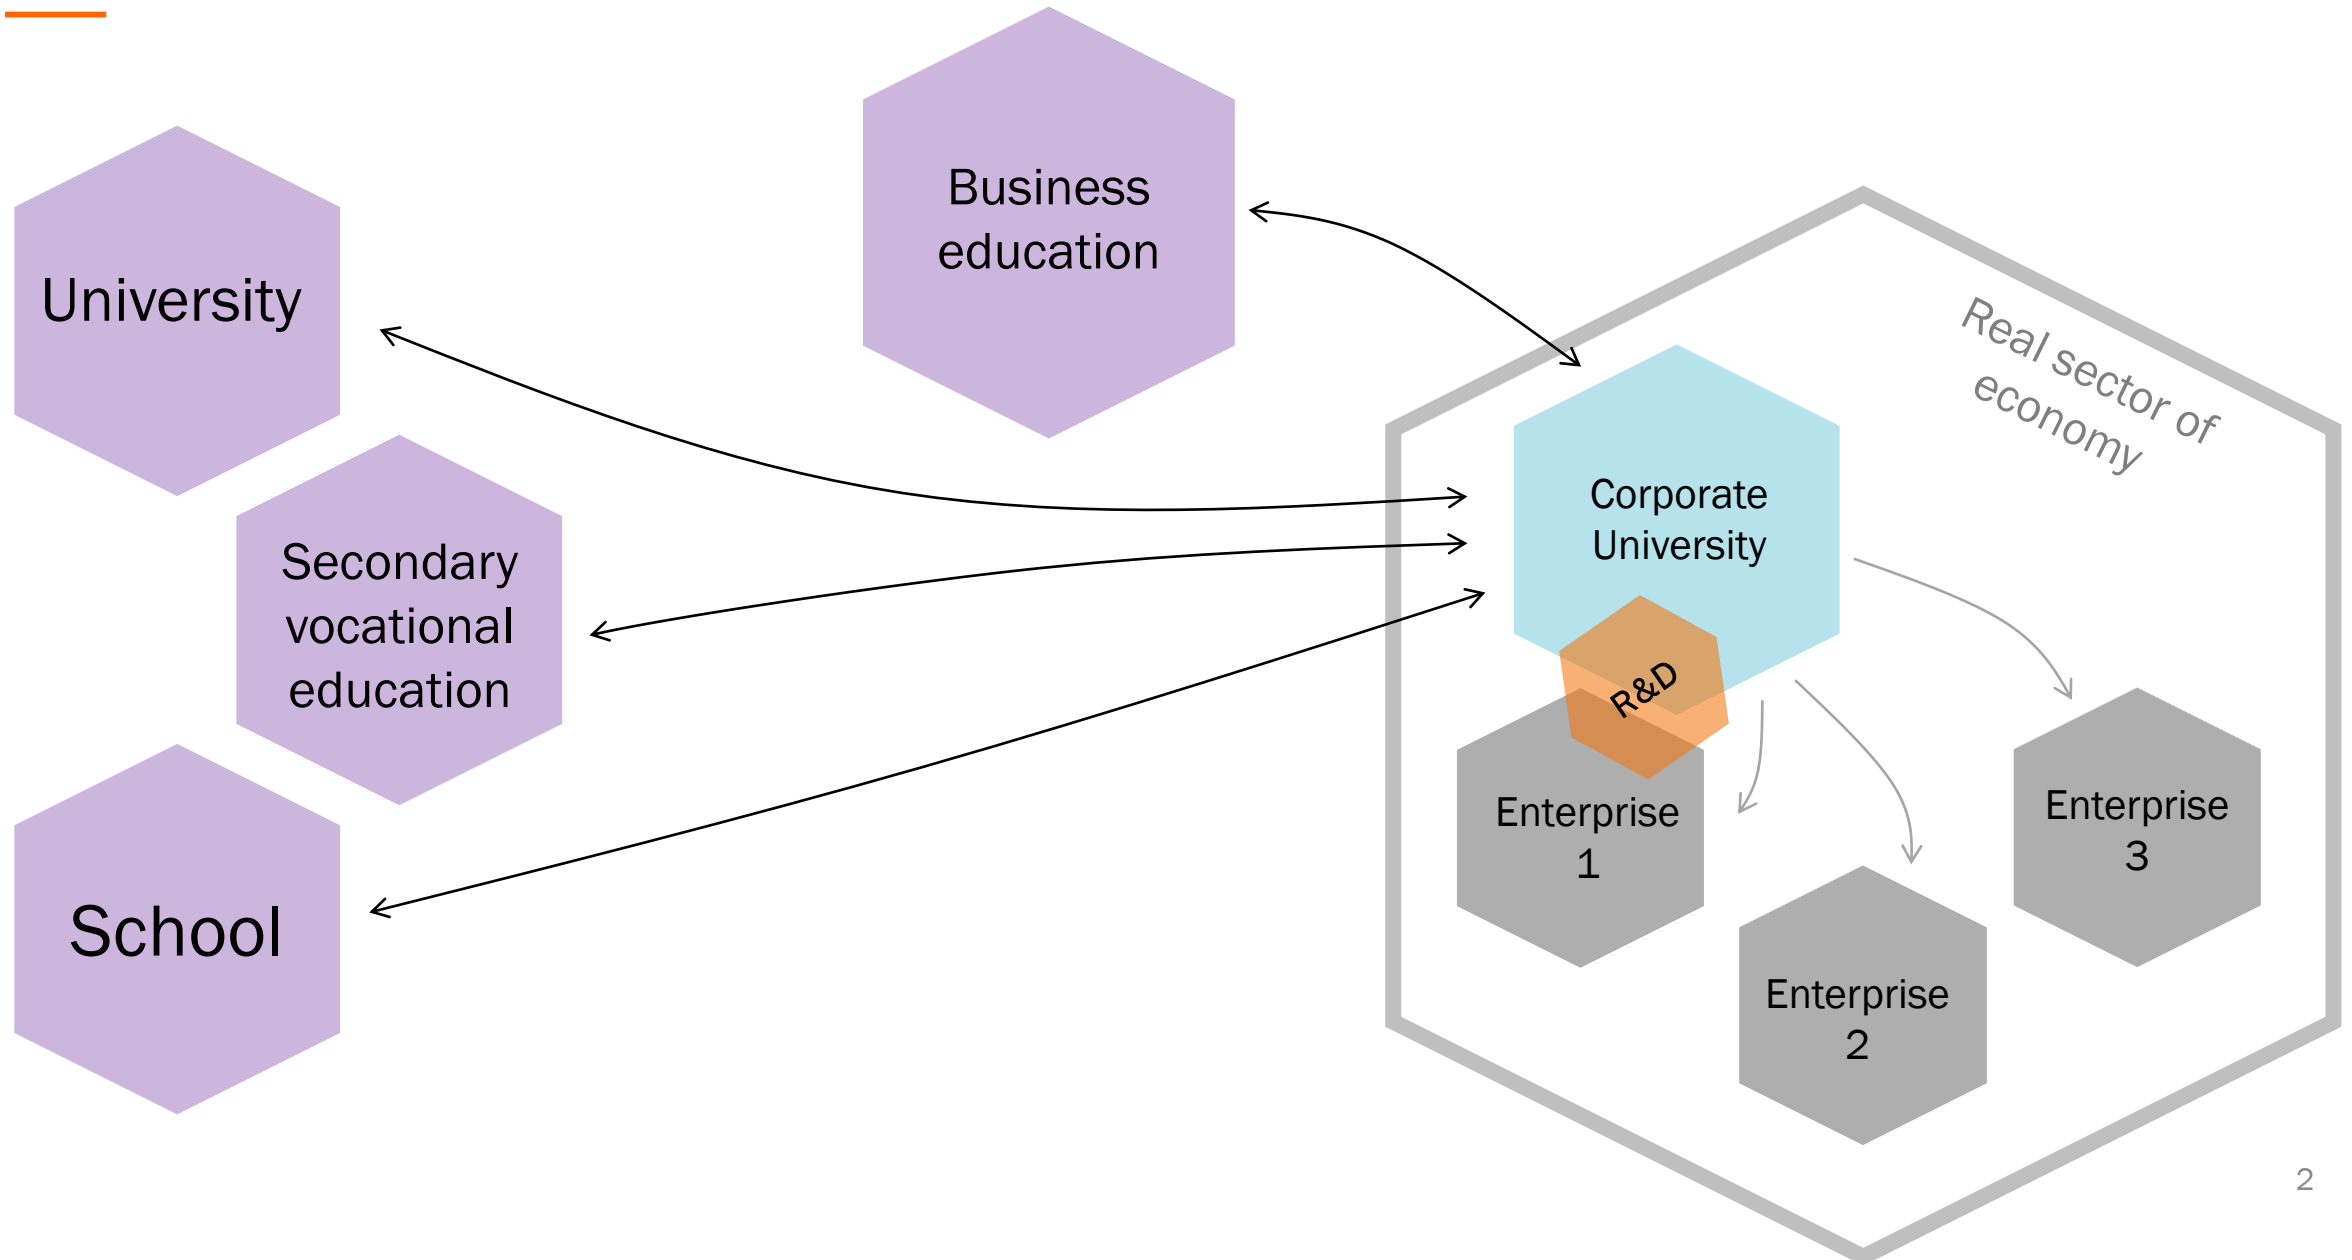 Business
education
University
Real sector of
economy
Corporate
University
Secondary
vocational
education
R&D
Enterprise
1
Enterprise
3
School
Enterprise
2
2